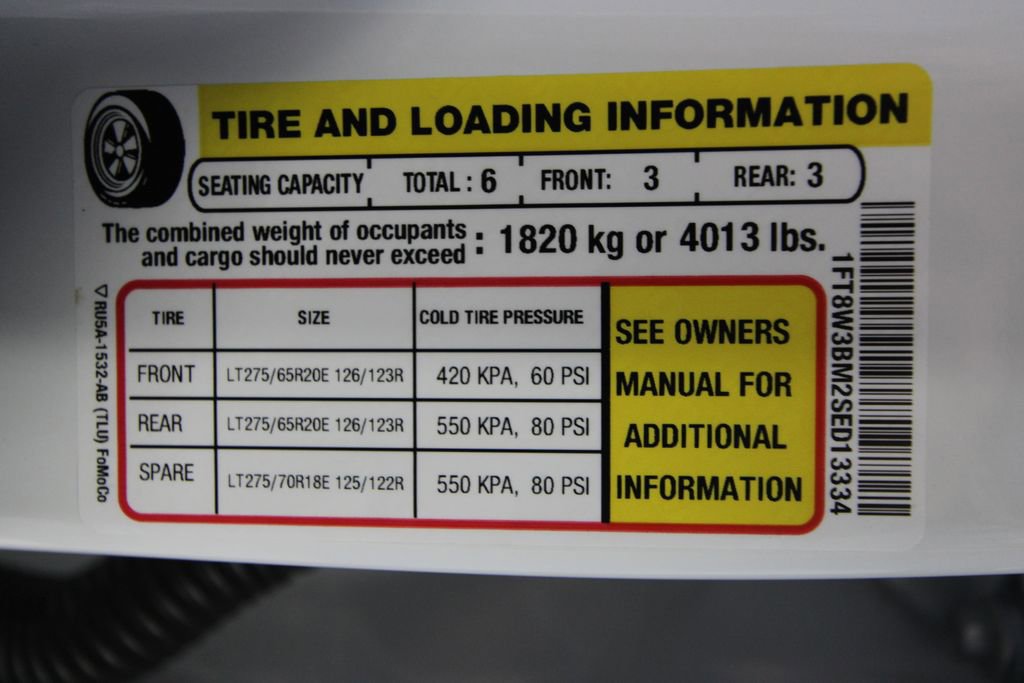 TIRE AND LOADING INFORMATION
SEATING CAPACITY TOTAL : 6 FRONT: 3 REAR: 3
The combined weight of occupants
and cargo should never exceed : 1820 kg or 4013 lbs.
TIRE SIZE COLD TIRE PRESSURE
FRONT LT275/65R20E 126/123R 420 KPA, 60 PSI
REAR LT275/65R20E 126/123R 550 KPA, 80 PSI
SPARE LT275/70R18E 125/122R 550 KPA, 80 PSI
SEE OWNERS
MANUAL FOR
ADDITIONAL
INFORMATION
1FT8W3BM2SED13334
RU5A-1532-AB (TLU) FoMoCo